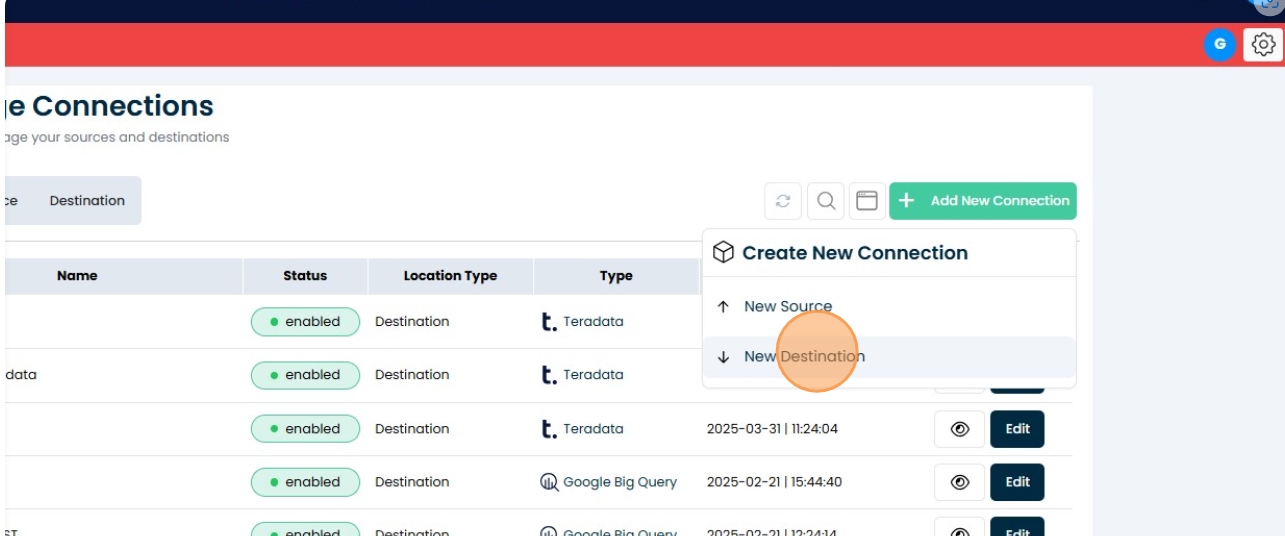 G
e Connections
age your sources and destinations
ce Destination
+ Add New Connection
Create New Connection
Name Status Location Type Type
New Source
enabled Destination t. Teradata
New Destination
data enabled Destination t. Teradata
enabled Destination t. Teradata 2025-03-31 | 11:24:04 Edit
enabled Destination Google Big Query 2025-02-21 | 15:44:40 Edit
ST enabled Destination Google Big Query 2025-02-21 | 12:24:14 Edit